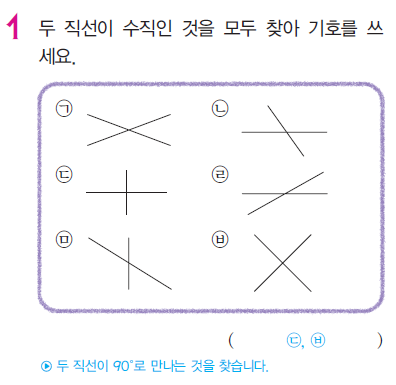 1 두 직선이 수직인 것을 모두 찾아 기호를 쓰
세요.
㉠ ㉡
㉢ ㉣
㉤ ㉥
( ㉢, ㉥ )
▶ 두 직선이 90°로 만나는 것을 찾습니다.